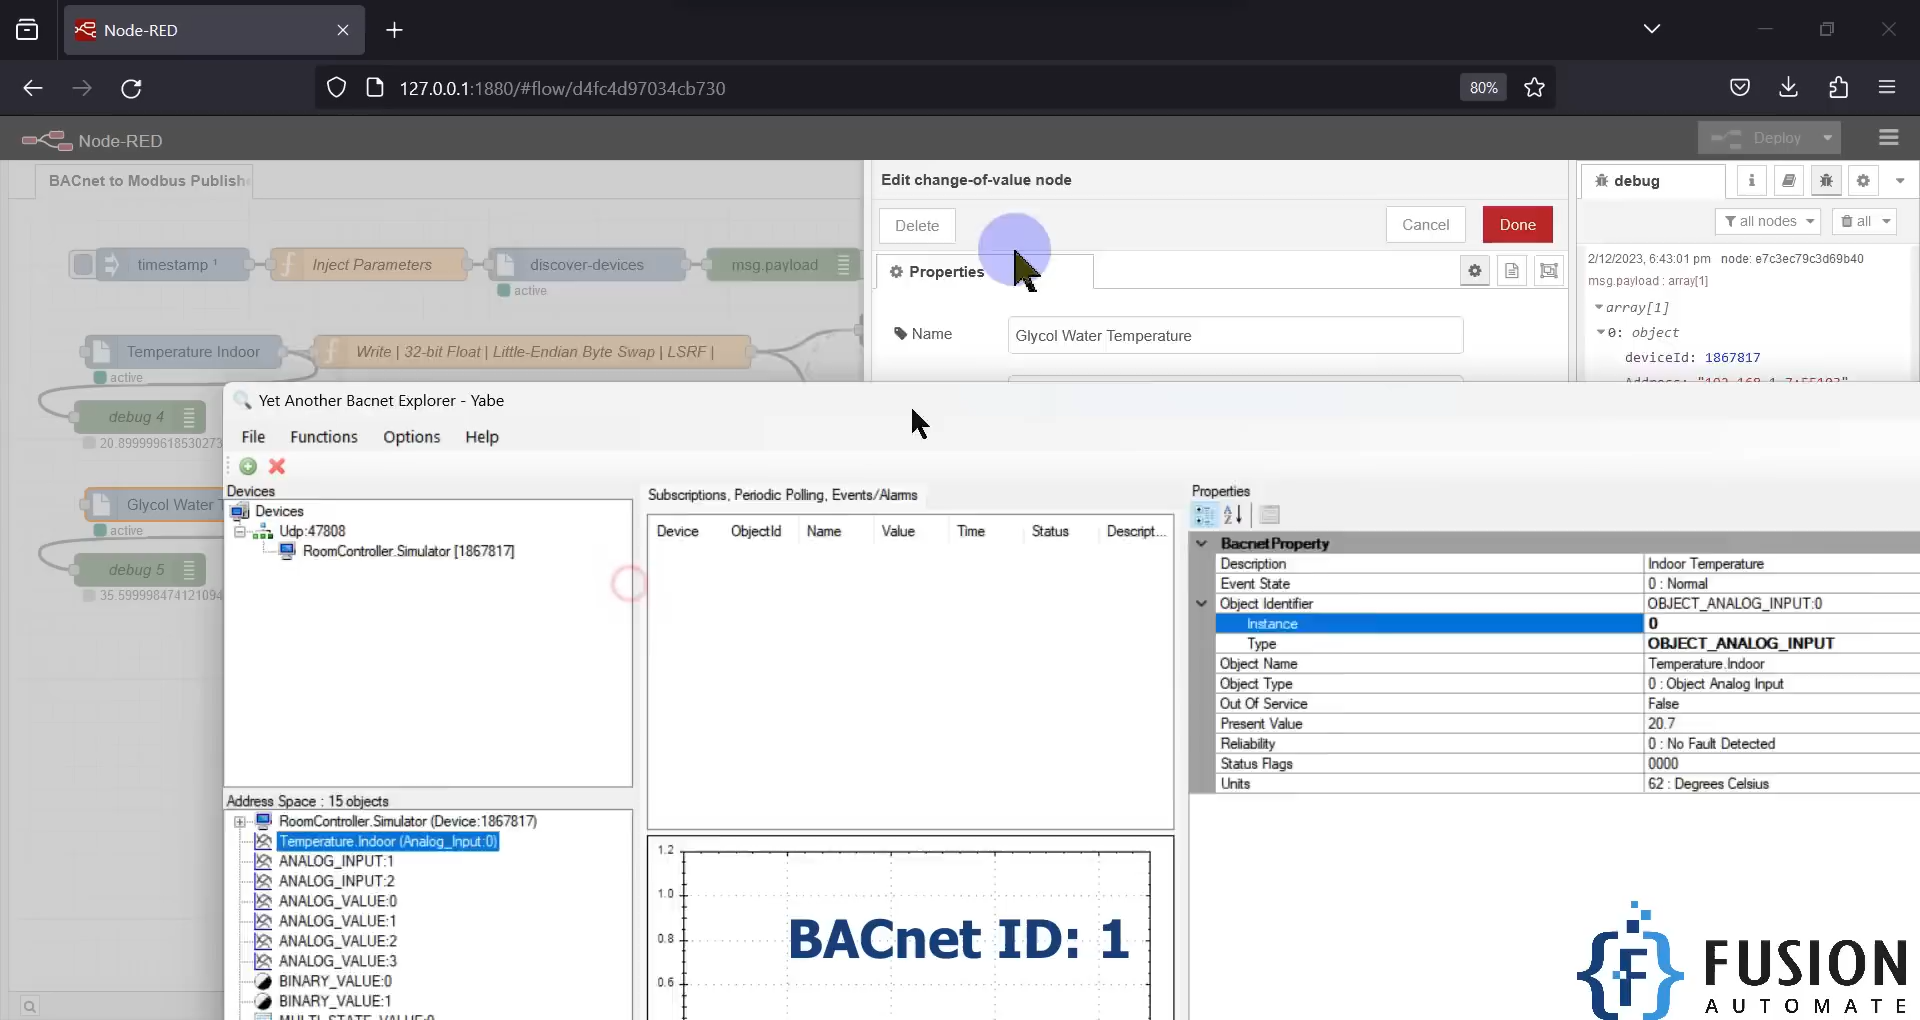 Node-RED
127.0.0.1:1880/#flow/d4fc4d97034cb730
80%
Node-RED
Deploy
BACnet to Modbus Publish
timestamp ¹
Inject Parameters
discover-devices
msg.payload
active
Temperature Indoor
Write | 32-bit Float | Little-Endian Byte Swap | LSRF |
active
debug 4
20.899999618530273
Glycol Water T
active
debug 5
35.599998474121094
Edit change-of-value node
Delete
Cancel
Done
Properties
Name
Glycol Water Temperature
debug
all nodes
all
2/12/2023, 6:43:01 pm node: e7c3ec79c3d69b40
msg.payload : array[1]
array[1]
0: object
deviceId: 1867817
Yet Another Bacnet Explorer - Yabe
File Functions Options Help
Devices
Devices
Udp:47808
RoomController.Simulator [1867817]
Address Space : 15 objects
RoomController.Simulator (Device:1867817)
Temperature.Indoor (Analog_Input:0)
ANALOG_INPUT:1
ANALOG_INPUT:2
ANALOG_VALUE:0
ANALOG_VALUE:1
ANALOG_VALUE:2
ANALOG_VALUE:3
BINARY_VALUE:0
BINARY_VALUE:1
MULTI_STATE_VALUE:0
Subscriptions, Periodic Polling, Events/Alarms
Device ObjectId Name Value Time Status Descript...
1.2
1.0
0.8
0.6
BACnet ID: 1
Properties
BacnetProperty
Description Indoor Temperature
Event State 0 : Normal
Object Identifier OBJECT_ANALOG_INPUT:0
Instance 0
Type OBJECT_ANALOG_INPUT
Object Name Temperature.Indoor
Object Type 0 : Object Analog Input
Out Of Service False
Present Value 20.7
Reliability 0 : No Fault Detected
Status Flags 0000
Units 62 : Degrees Celsius
FUSION
AUTOMATE